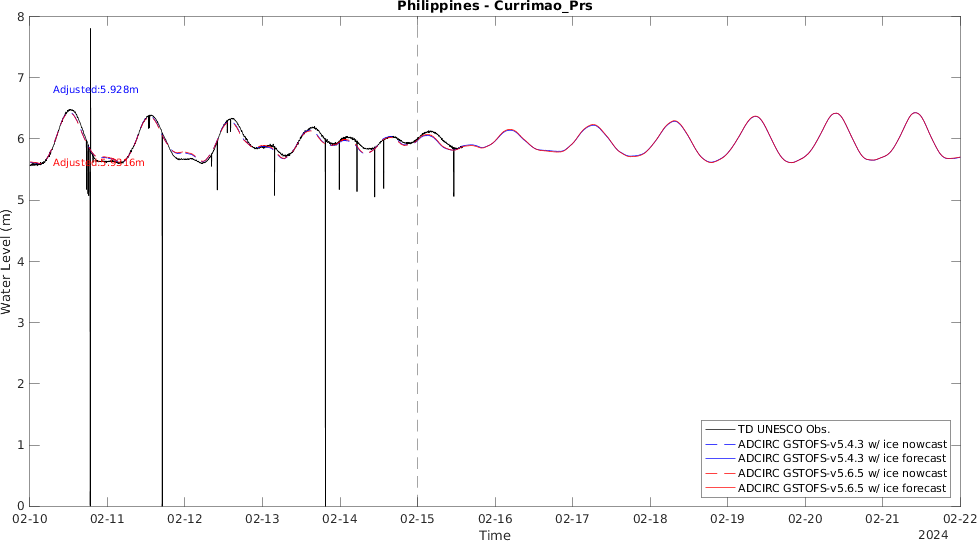 Philippines - Currimao_Prs
8
7
6
5
4
3
2
1
0
Water Level (m)
Adjusted:5.928m
TD UNESCO Obs.
ADCIRC GSTOFS-v5.4.3 w/ ice nowcast
ADCIRC GSTOFS-v5.4.3 w/ ice forecast
ADCIRC GSTOFS-v5.6.5 w/ ice nowcast
ADCIRC GSTOFS-v5.6.5 w/ ice forecast
02-10 02-11 02-12 02-13 02-14 02-15 02-16 02-17 02-18 02-19 02-20 02-21 02-22
Time
2024